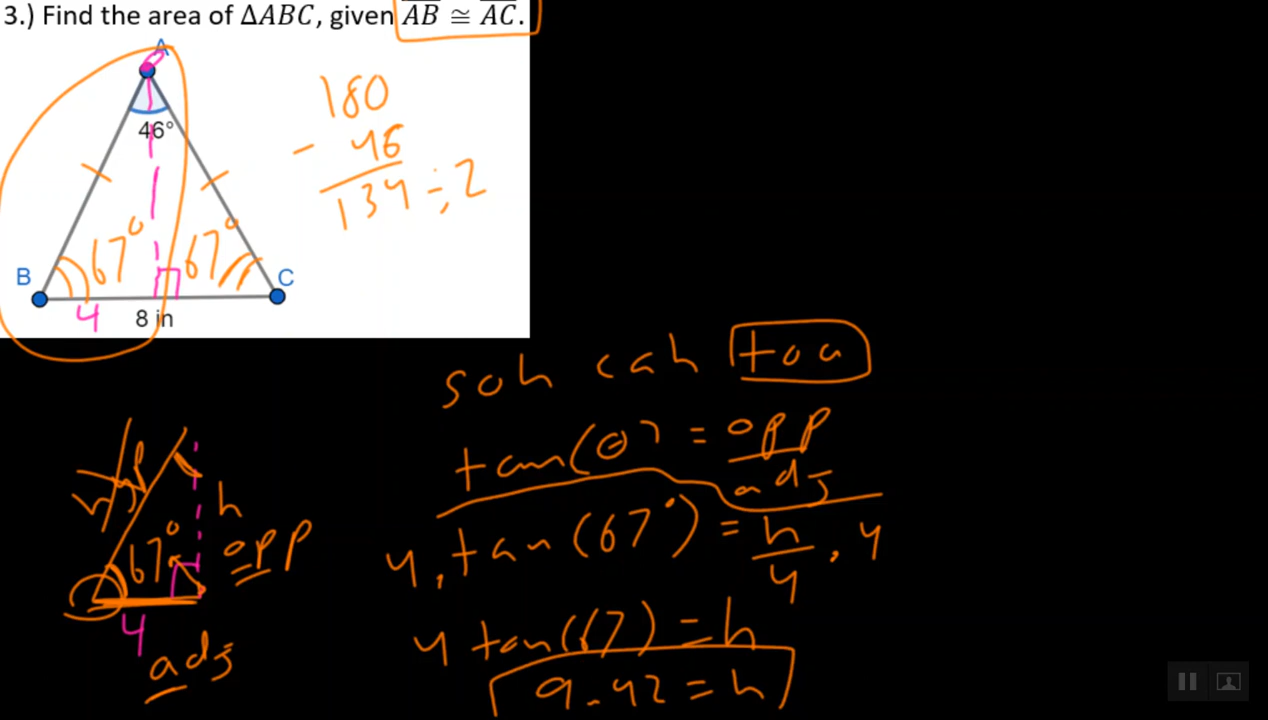 3.) Find the area of ΔABC, given AB ≅ AC.
A
180
46°
- 46
134 ÷ 2
67° 67°
B C
4 8 in
soh cah toa
tan(θ) = opp
adj
hyp h
4 · tan(67°) = h/4 · 4
67° opp
4
adj
4 tan(67) = h
9.42 = h